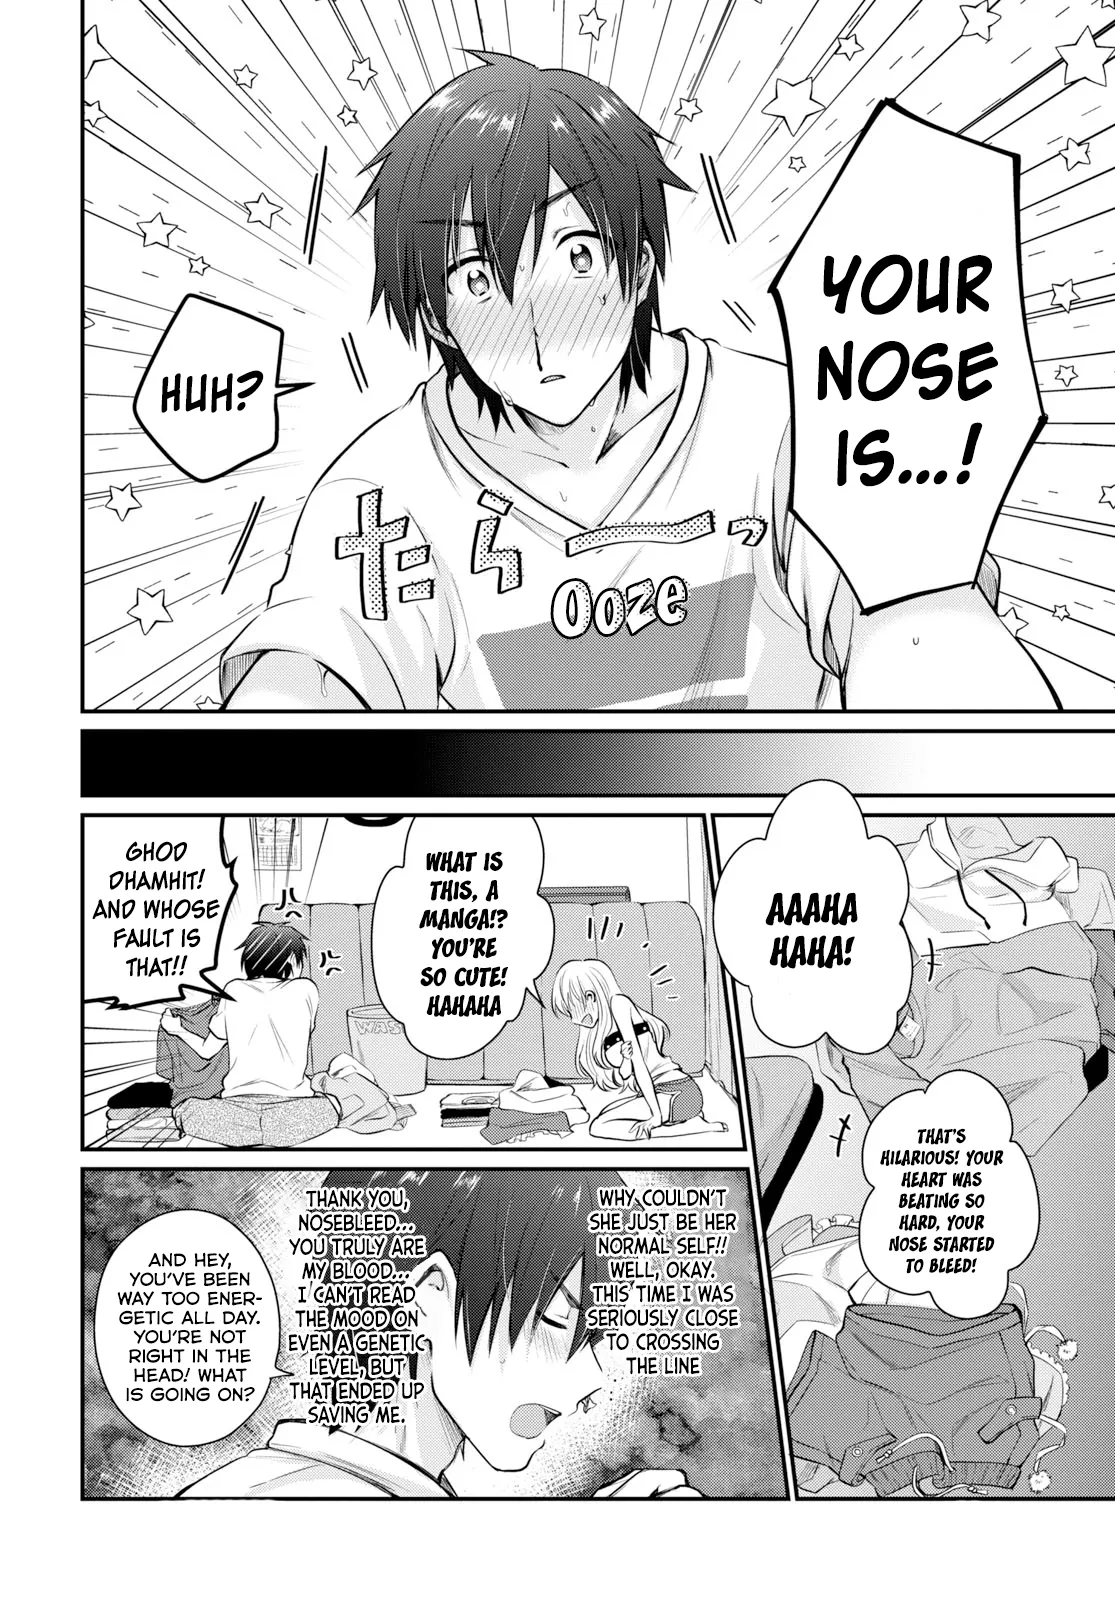 YOUR
NOSE
IS...!
HUH?
たらーっ
Ooze
AAAHA
HAHA!
THAT'S
HILARIOUS! YOUR
HEART WAS
BEATING SO
HARD, YOUR
NOSE STARTED
TO BLEED!
WHAT IS
THIS, A
MANGA!?
YOU'RE
SO CUTE!
HAHAHA
GHOD
DHAMHIT!
AND WHOSE
FAULT IS
THAT!!
WAS
WHY COULDN'T
SHE JUST BE HER
NORMAL SELF!!
WELL, OKAY.
THIS TIME I WAS
SERIOUSLY CLOSE
TO CROSSING
THE LINE
THANK YOU,
NOSEBLEED...
YOU TRULY ARE
MY BLOOD...
I CAN'T READ
THE MOOD ON
EVEN A GENETIC
LEVEL, BUT
THAT ENDED UP
SAVING ME.
AND HEY,
YOU'VE BEEN
WAY TOO ENER-
GETIC ALL DAY.
YOU'RE NOT
RIGHT IN THE
HEAD! WHAT
IS GOING ON?